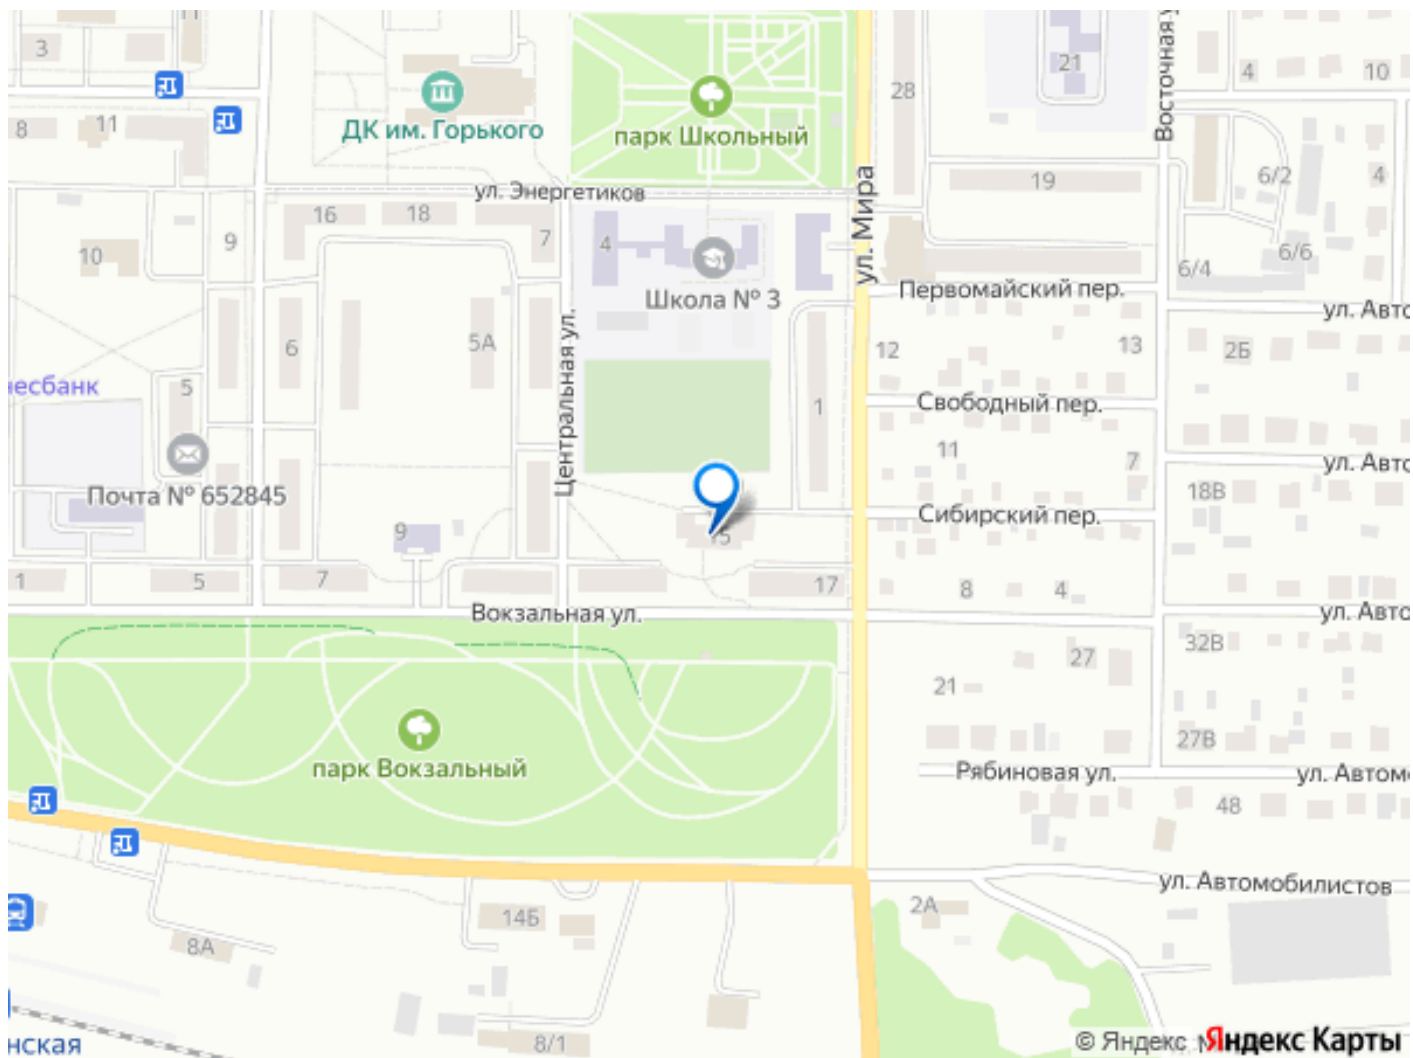 11
3
21
Восточная у
4
10
28
ДК им. Горького
парк Школьный
8
11
ул. Энергетиков
19
6/2
4
16
18
7
4
ул. Мира
9
10
6/4
6/6
Школа № 3
Первомайский пер.
ул. Авто
6
5А
12
13
2Б
несбанк
5
Центральная ул.
1
Свободный пер.
11
7
ул. Авто
Почта № 652845
18В
Сибирский пер.
9
15
1
5
7
17
8
4
Вокзальная ул.
ул. Авто
32В
27
21
27В
парк Вокзальный
Рябиновая ул.
ул. Автом
48
ул. Автомобилистов
2А
14Б
8А
8/1
нская
© Яндекс
Яндекс Карты